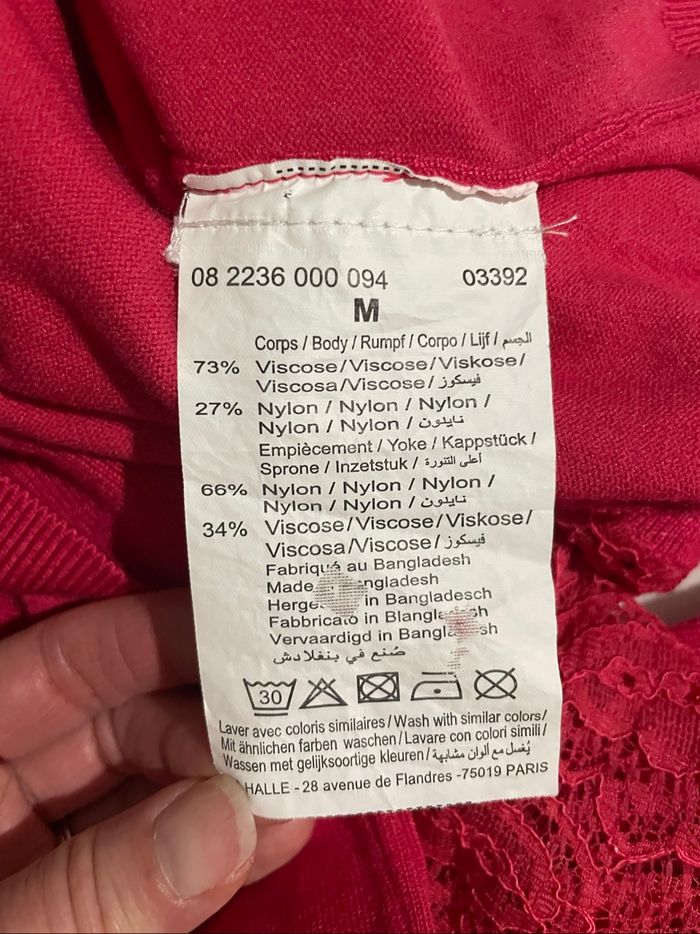 08 2236 000 094 03392
M
Corps / Body / Rumpf / Corpo / Lijf / الجسم
73% Viscose/Viscose/Viskose/
Viscosa/Viscose/ فيسكوز
27% Nylon / Nylon / Nylon /
Nylon / Nylon / نايلون
Empiècement / Yoke / Kappstück /
Sprone / Inzetstuk / أعلى التنورة
66% Nylon / Nylon / Nylon /
Nylon / Nylon / نايلون
34% Viscose/Viscose/Viskose/
Viscosa/Viscose/ فيسكوز
Fabriqué au Bangladesh
Made
in Bangladesch
Fabbricato in
Vervaardigd in
صُنع في بنغلادش
30
Laver avec coloris similaires / Wash with similar colors/
Mit ähnlichen farben waschen / Lavare con colori simili /
Wassen met gelijksoortige kleuren / يُغسل مع ألوان مشابهة
HALLE - 28 avenue de Flandres -75019 PARIS